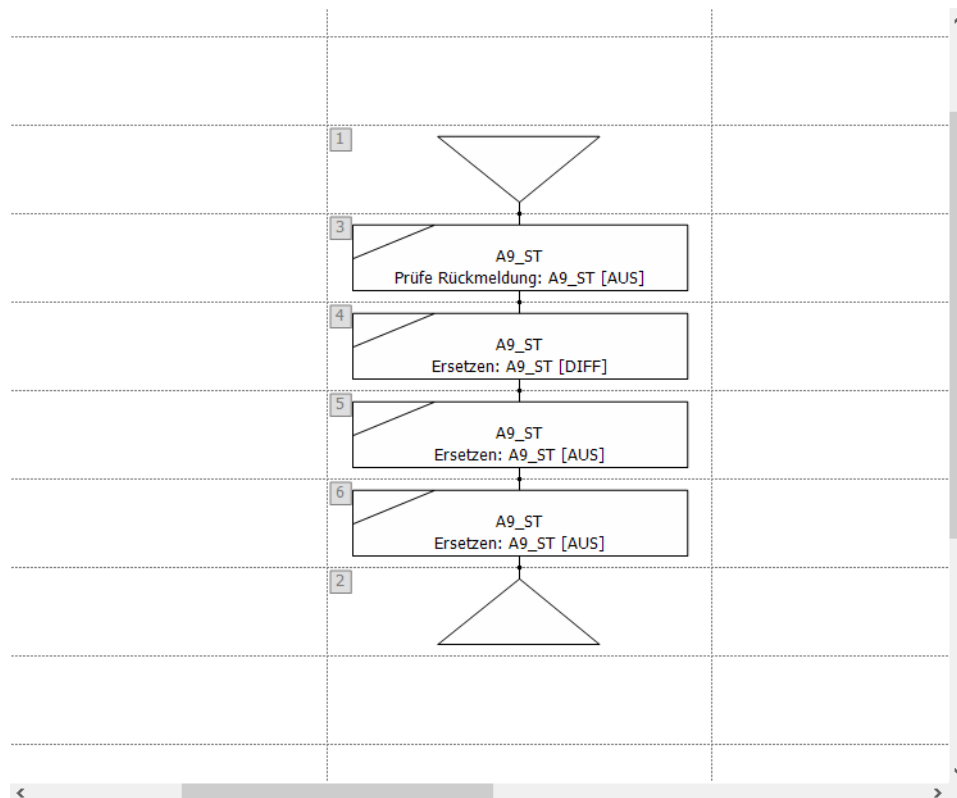 1
3
A9_ST
Prüfe Rückmeldung: A9_ST [AUS]
4
A9_ST
Ersetzen: A9_ST [DIFF]
5
A9_ST
Ersetzen: A9_ST [AUS]
6
A9_ST
Ersetzen: A9_ST [AUS]
2